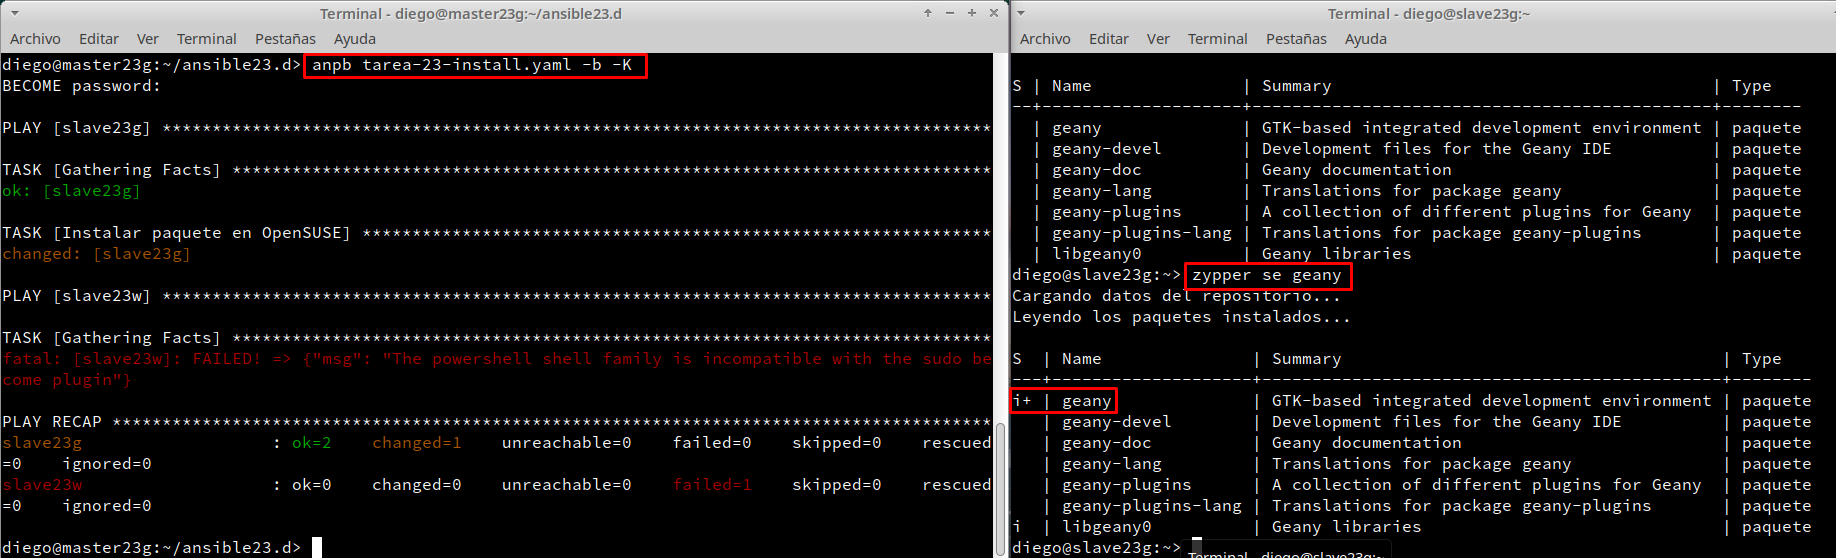 Terminal - diego@master23g:~/ansible23.d
Archivo Editar Ver Terminal Pestañas Ayuda
diego@master23g:~/ansible23.d> anpb tarea-23-install.yaml -b -K
BECOME password:
PLAY [slave23g] ***********************************************************************************
TASK [Gathering Facts] ****************************************************************************
ok: [slave23g]
TASK [Instalar paquete en OpenSUSE] ***************************************************************
changed: [slave23g]
PLAY [slave23w] ***********************************************************************************
TASK [Gathering Facts] ****************************************************************************
fatal: [slave23w]: FAILED! => {"msg": "The powershell shell family is incompatible with the sudo be
come plugin"}
PLAY RECAP ****************************************************************************************
slave23g : ok=2 changed=1 unreachable=0 failed=0 skipped=0 rescued
=0 ignored=0
slave23w : ok=0 changed=0 unreachable=0 failed=1 skipped=0 rescued
=0 ignored=0
diego@master23g:~/ansible23.d>
Terminal - diego@slave23g:~
Archivo Editar Ver Terminal Pestañas Ayuda
S | Name | Summary | Type
--+---------------------+----------------------------------------------+--------
| geany | GTK-based integrated development environment | paquete
| geany-devel | Development files for the Geany IDE | paquete
| geany-doc | Geany documentation | paquete
| geany-lang | Translations for package geany | paquete
| geany-plugins | A collection of different plugins for Geany | paquete
| geany-plugins-lang | Translations for package geany-plugins | paquete
| libgeany0 | Geany libraries | paquete
diego@slave23g:~> zypper se geany
Cargando datos del repositorio...
Leyendo los paquetes instalados...
S | Name | Summary | Type
---+--------------------+----------------------------------------------+--------
i+ | geany | GTK-based integrated development environment | paquete
| geany-devel | Development files for the Geany IDE | paquete
| geany-doc | Geany documentation | paquete
| geany-lang | Translations for package geany | paquete
| geany-plugins | A collection of different plugins for Geany | paquete
| geany-plugins-lang | Translations for package geany-plugins | paquete
i | libgeany0 | Geany libraries | paquete
diego@slave23g:~>
Terminal - diego@slave23g:~